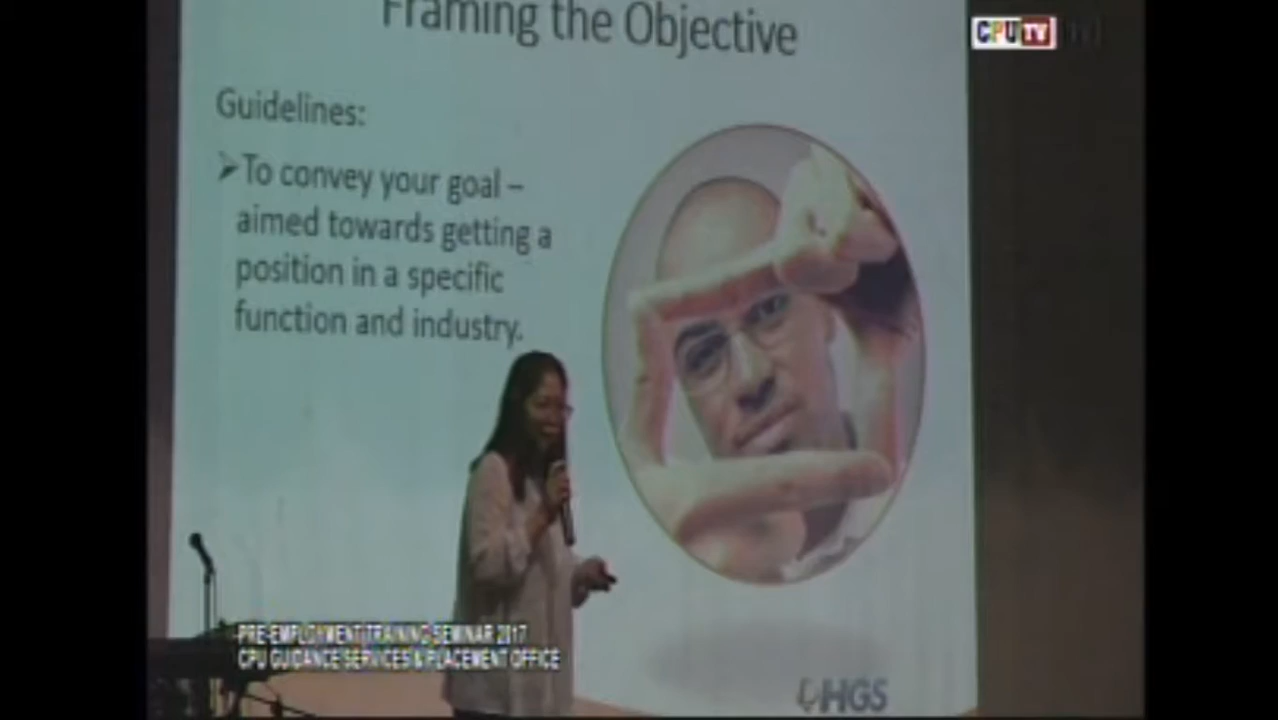 Framing the Objective
CPU TV
Guidelines:
➢To convey your goal –
aimed towards getting a
position in a specific
function and industry.
PRE-EMPLOYMENT TRAINING SEMINAR 2017
CPU GUIDANCE SERVICES & PLACEMENT OFFICE
HGS